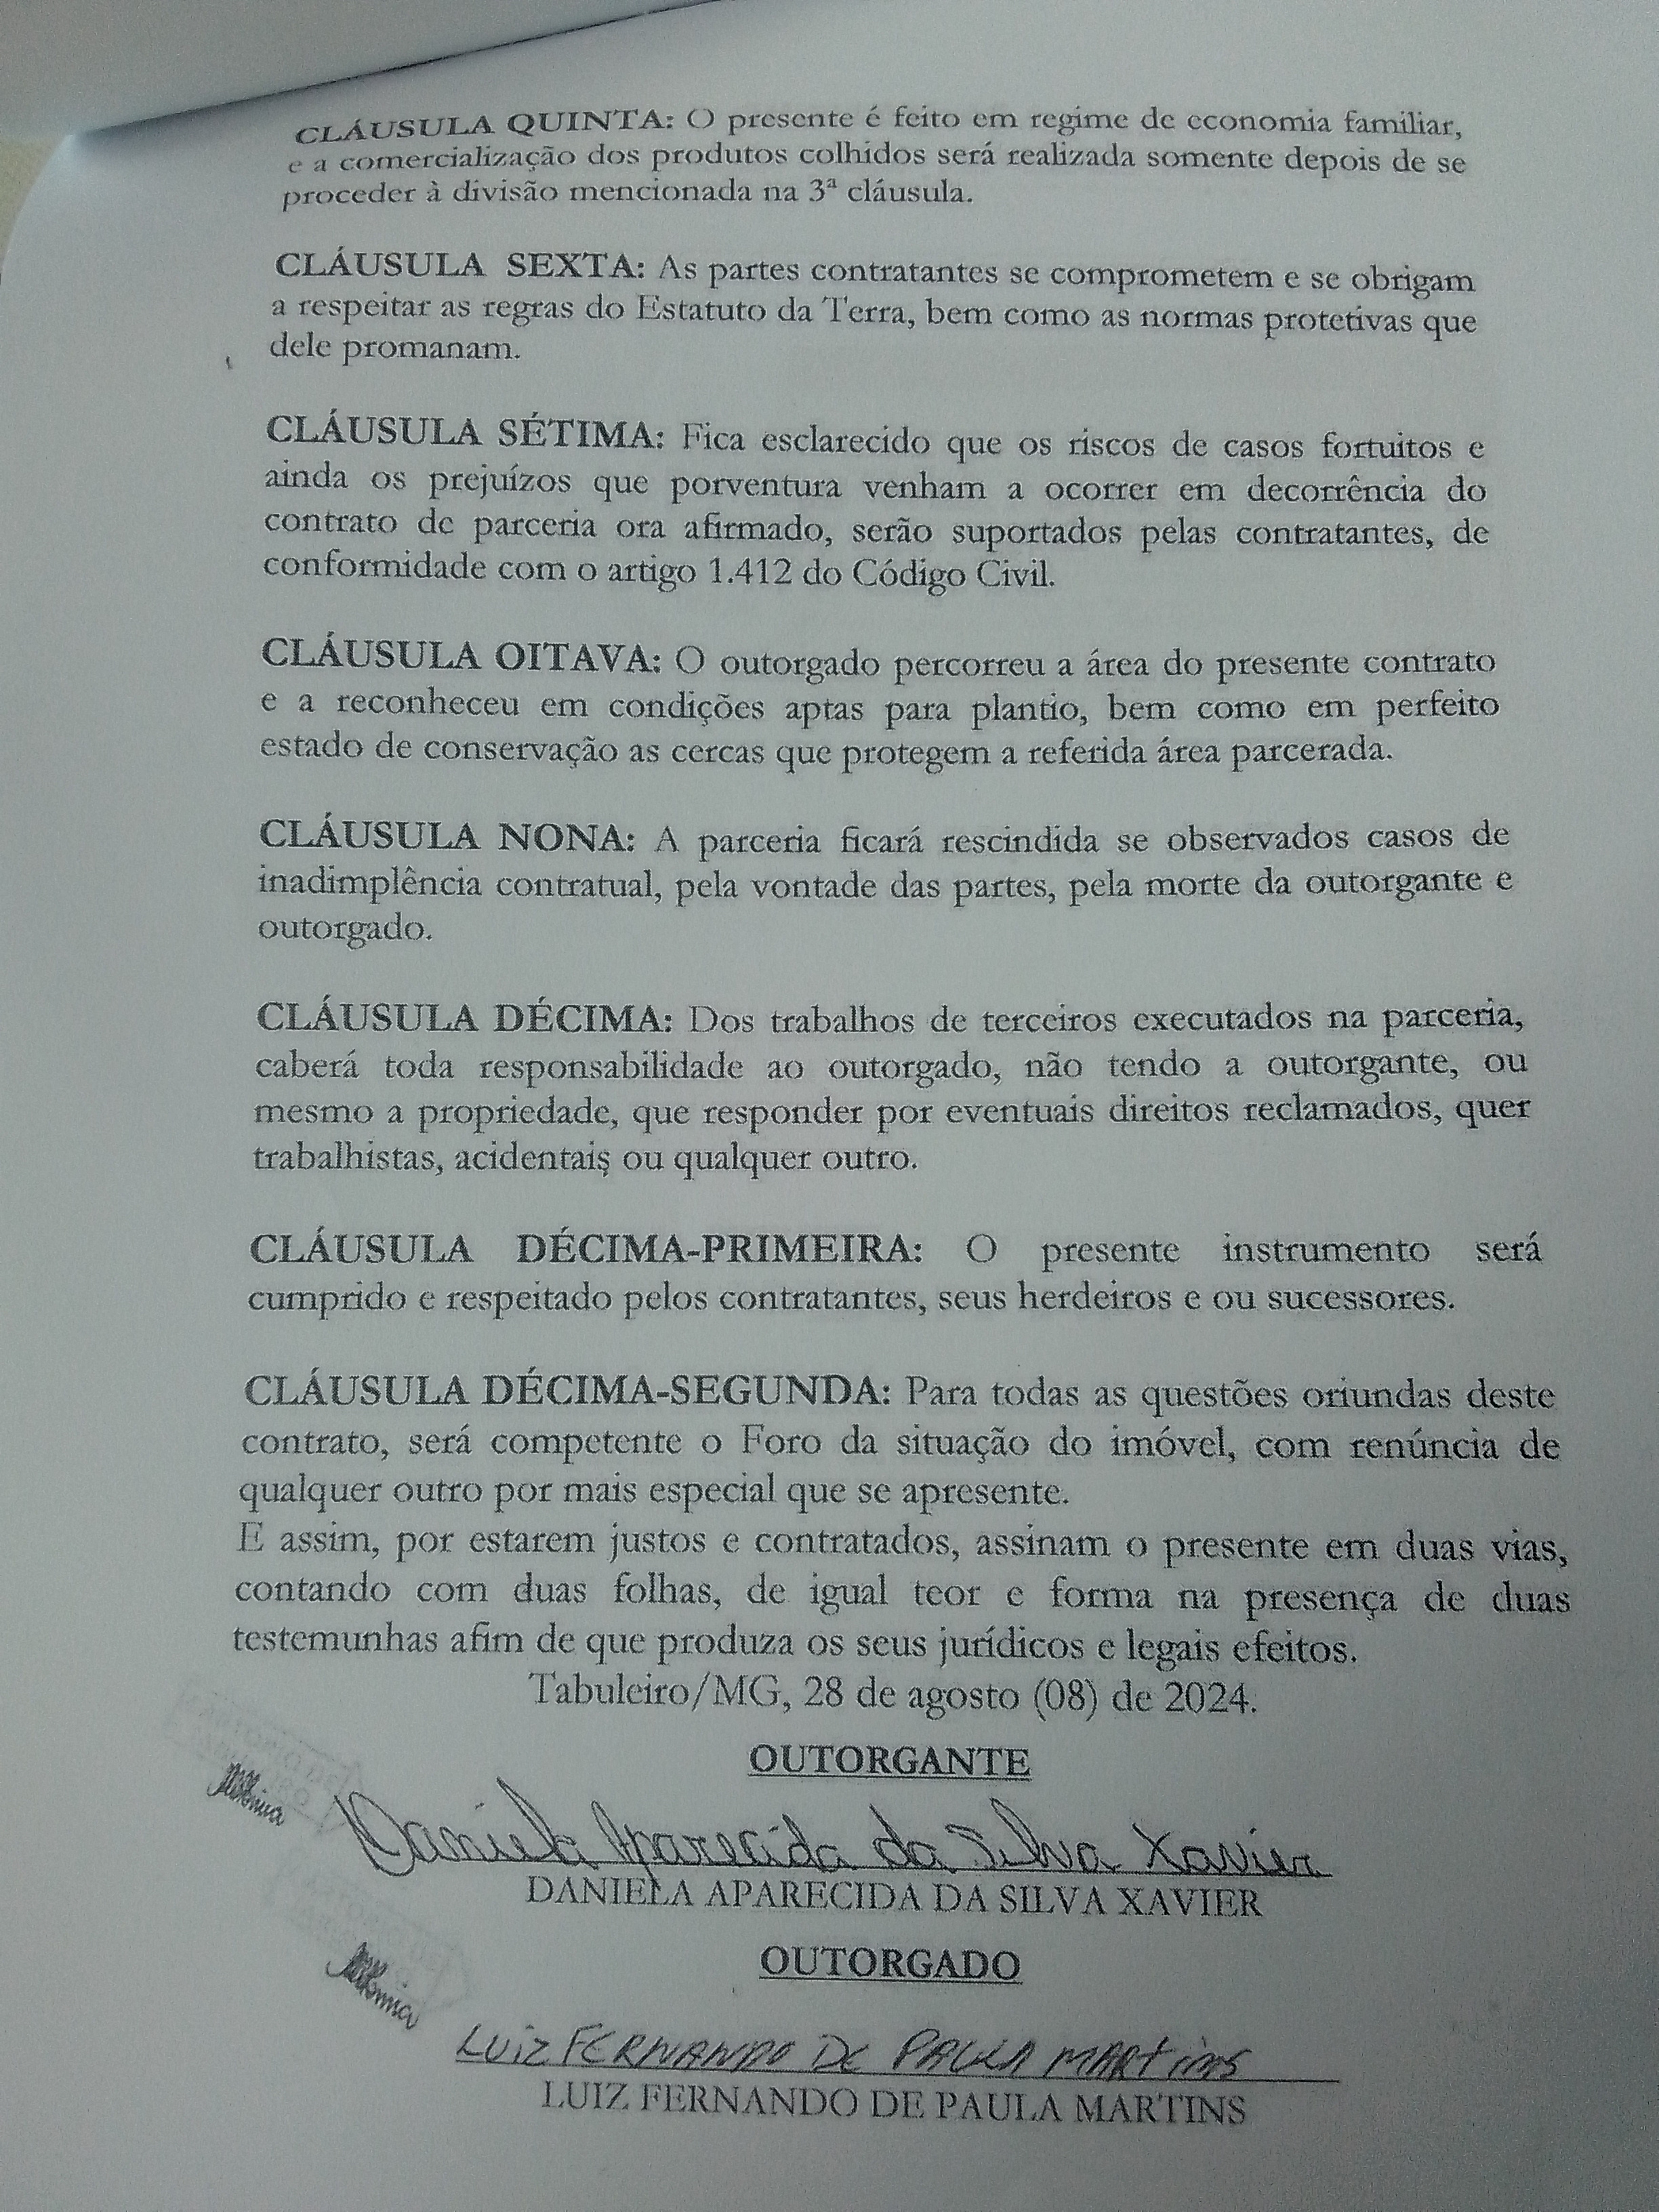 CLÁUSULA QUINTA: O presente é feito em regime de economia familiar,
e a comercialização dos produtos colhidos será realizada somente depois de se
proceder à divisão mencionada na 3ª cláusula.
CLÁUSULA SEXTA: As partes contratantes se comprometem e se obrigam
a respeitar as regras do Estatuto da Terra, bem como as normas protetivas que
dele promanam.
CLÁUSULA SÉTIMA: Fica esclarecido que os riscos de casos fortuitos e
ainda os prejuízos que porventura venham a ocorrer em decorrência do
contrato de parceria ora afirmado, serão suportados pelas contratantes, de
conformidade com o artigo 1.412 do Código Civil.
CLÁUSULA OITAVA: O outorgado percorreu a área do presente contrato
e a reconheceu em condições aptas para plantio, bem como em perfeito
estado de conservação as cercas que protegem a referida área parcerada.
CLÁUSULA NONA: A parceria ficará rescindida se observados casos de
inadimplência contratual, pela vontade das partes, pela morte da outorgante e
outorgado.
CLÁUSULA DÉCIMA: Dos trabalhos de terceiros executados na parceria,
caberá toda responsabilidade ao outorgado, não tendo a outorgante, ou
mesmo a propriedade, que responder por eventuais direitos reclamados, quer
trabalhistas, acidentais ou qualquer outro.
CLÁUSULA DÉCIMA-PRIMEIRA: O presente instrumento será
cumprido e respeitado pelos contratantes, seus herdeiros e ou sucessores.
CLÁUSULA DÉCIMA-SEGUNDA: Para todas as questões oriundas deste
contrato, será competente o Foro da situação do imóvel, com renúncia de
qualquer outro por mais especial que se apresente.
E assim, por estarem justos e contratados, assinam o presente em duas vias,
contando com duas folhas, de igual teor e forma na presença de duas
testemunhas afim de que produza os seus jurídicos e legais efeitos.
Tabuleiro/MG, 28 de agosto (08) de 2024.
OUTORGANTE
Daniela Aparecida da Silva Xavier
DANIELA APARECIDA DA SILVA XAVIER
OUTORGADO
LUIZ FERNANDO DE PAULA MARTINS
LUIZ FERNANDO DE PAULA MARTINS